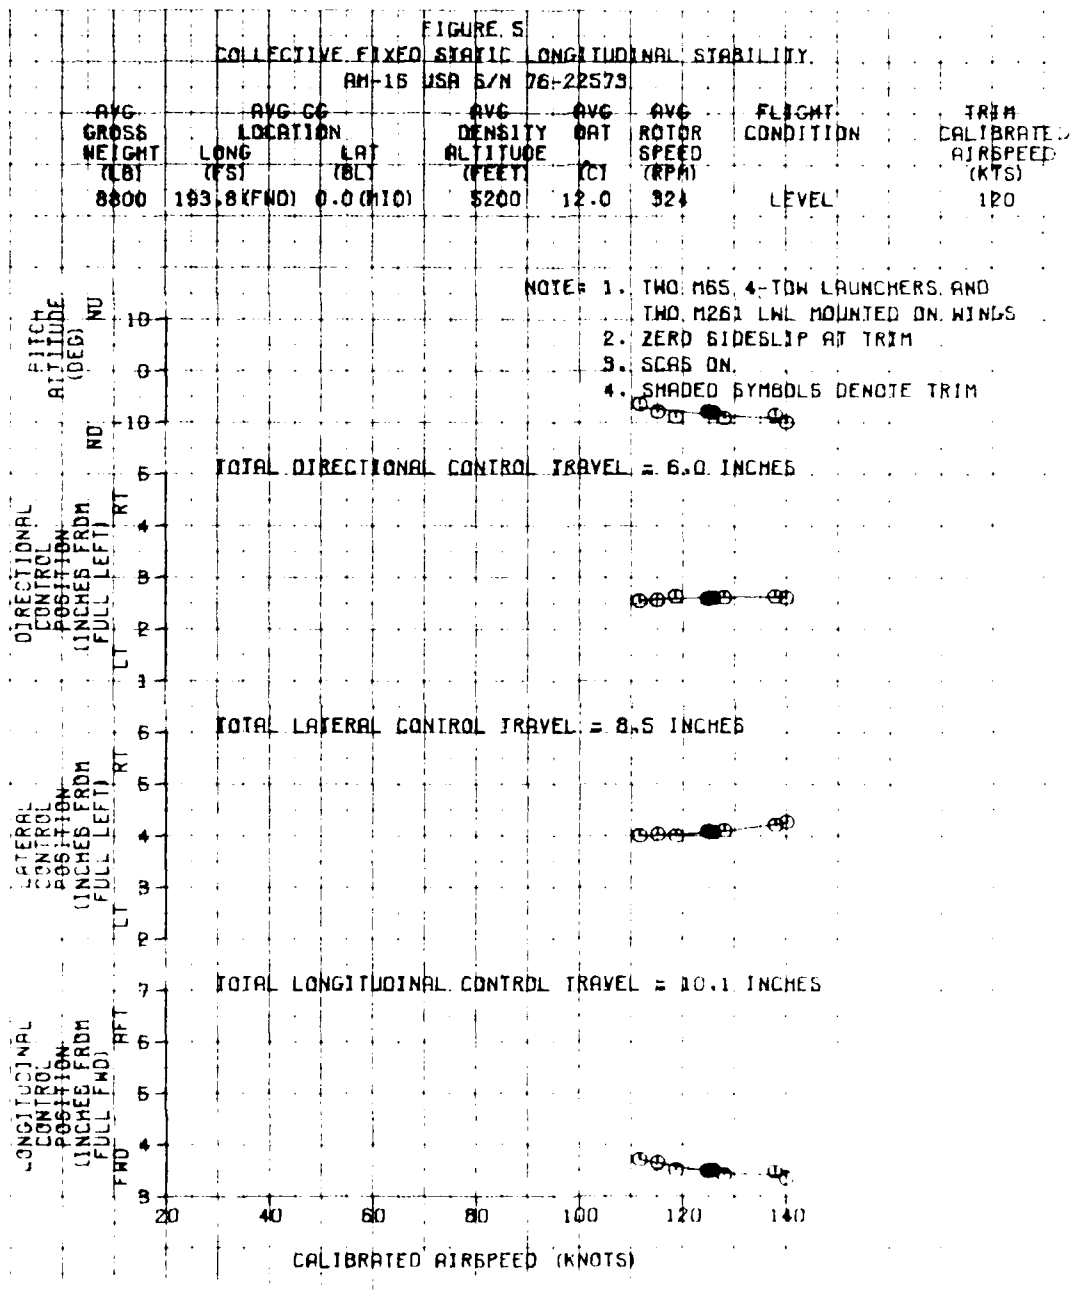 FIGURE 5
COLLECTIVE FIXED STATIC LONGITUDINAL STABILITY
AH-1S USA S/N 76-22573
AVG GROSS WEIGHT (LB)
AVG CG LOCATION
LONG (FS)
LAT (BL)
AVG DENSITY ALTITUDE (FEET)
AVG OAT (C)
AVG ROTOR SPEED (RPM)
FLIGHT CONDITION
TRIM CALIBRATED AIRSPEED (KTS)
8800 193.8(FWD) 0.0(MID) 5200 12.0 324 LEVEL 120
NOTE: 1. TWO M65 4-TOW LAUNCHERS AND
TWO M261 LWL MOUNTED ON WINGS
2. ZERO SIDESLIP AT TRIM
3. SCAS ON
4. SHADED SYMBOLS DENOTE TRIM
PITCH
ATTITUDE
(DEG)
ND NU
10
0
10
TOTAL DIRECTIONAL CONTROL TRAVEL = 6.0 INCHES
DIRECTIONAL
CONTROL
POSITION
(INCHES FROM
FULL LEFT)
LT RT
5
4
3
2
1
TOTAL LATERAL CONTROL TRAVEL = 8.5 INCHES
LATERAL
CONTROL
POSITION
(INCHES FROM
FULL LEFT)
LT RT
6
5
4
3
2
TOTAL LONGITUDINAL CONTROL TRAVEL = 10.1 INCHES
LONGITUDINAL
CONTROL
POSITION
(INCHES FROM
FULL FWD)
FWD AFT
7
6
5
4
3
20 40 60 80 100 120 140
CALIBRATED AIRSPEED (KNOTS)